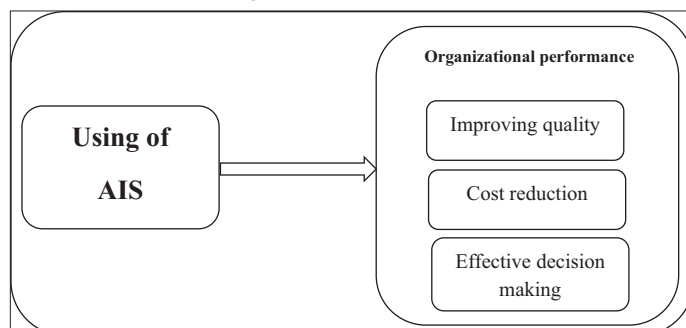 Organizational performance
Using of
AIS
Improving quality
Cost reduction
Effective decision
making